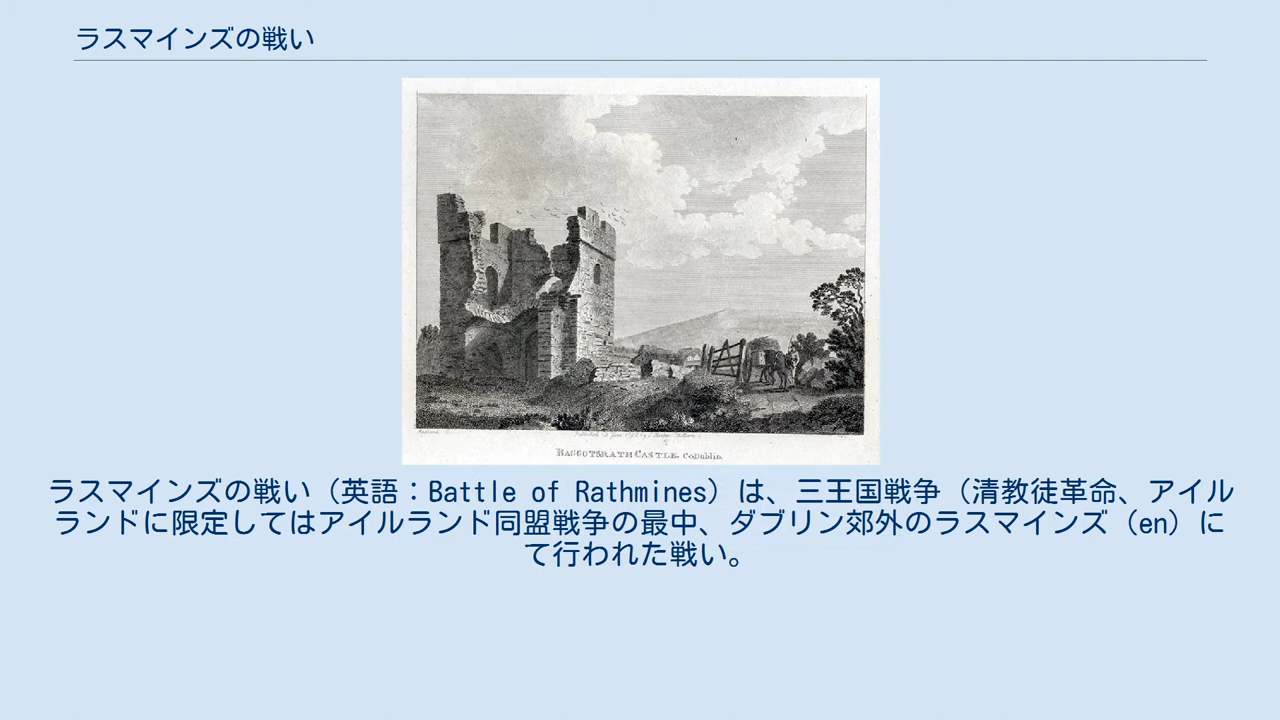 ラスマインズの戦い
BAGGOTSRATH CASTLE. Co.Dublin.
ラスマインズの戦い（英語：Battle of Rathmines）は、三王国戦争（清教徒革命、アイル
ランドに限定してはアイルランド同盟戦争の最中、ダブリン郊外のラスマインズ（en）に
て行われた戦い。